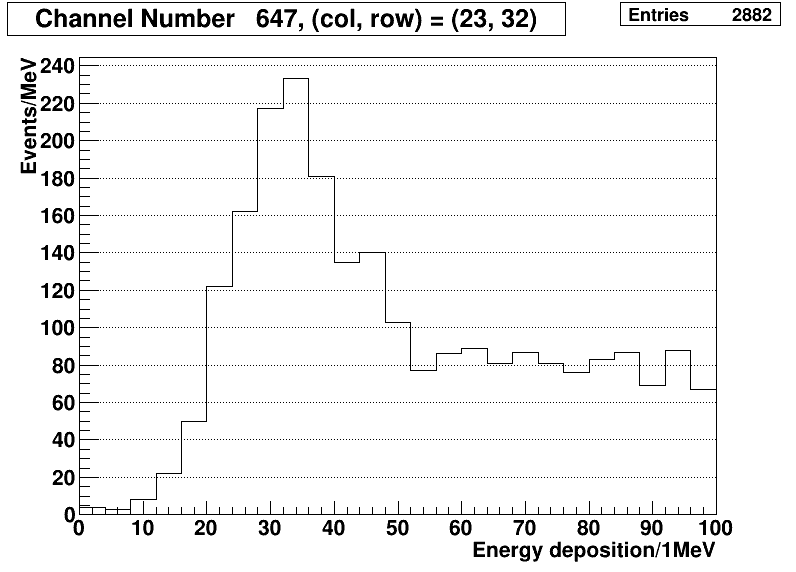 Channel Number 647, (col, row) = (23, 32)
Entries 2882
Events/MeV
240
220
200
180
160
140
120
100
80
60
40
20
0
0 10 20 30 40 50 60 70 80 90 100
Energy deposition/1MeV